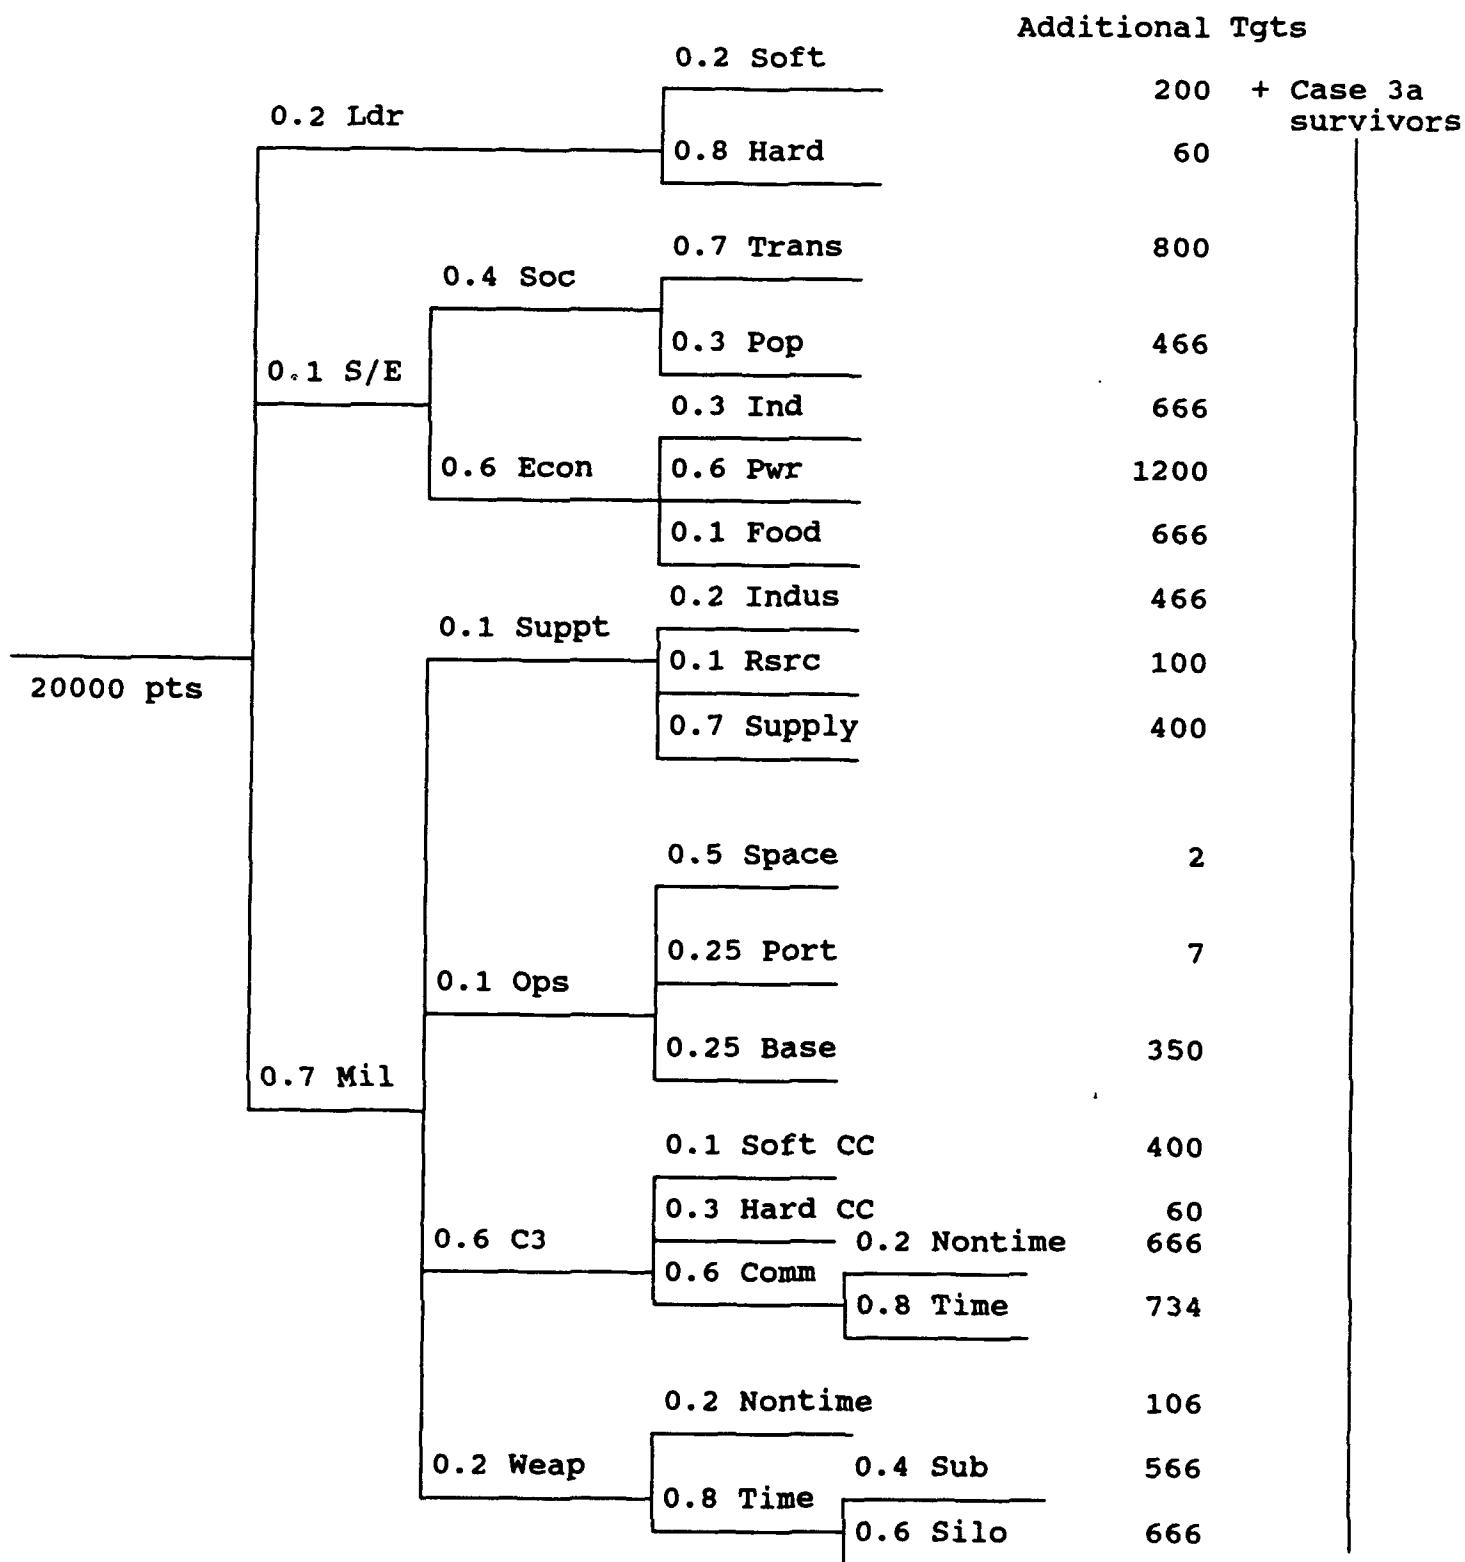 Additional Tgts
0.2 Soft
200 + Case 3a
survivors
0.2 Ldr
0.8 Hard
60
0.7 Trans
800
0.4 Soc
0.3 Pop
466
0.1 S/E
0.3 Ind
666
0.6 Econ
0.6 Pwr
1200
0.1 Food
666
0.2 Indus
466
0.1 Suppt
0.1 Rsrc
100
20000 pts
0.7 Supply
400
0.5 Space
2
0.25 Port
7
0.1 Ops
0.25 Base
350
0.7 Mil
0.1 Soft CC
400
0.3 Hard CC
60
0.6 C3
0.2 Nontime
666
0.6 Comm
0.8 Time
734
0.2 Nontime
106
0.2 Weap
0.4 Sub
566
0.8 Time
0.6 Silo
666